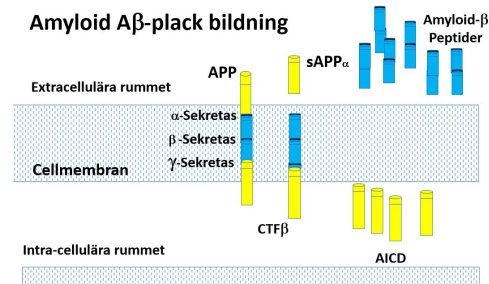 Amyloid Aβ-plack bildning
Amyloid-β
Peptider
APP
sAPPα
Extracellulära rummet
α-Sekretas
β-Sekretas
γ-Sekretas
Cellmembran
CTFβ
AICD
Intra-cellulära rummet